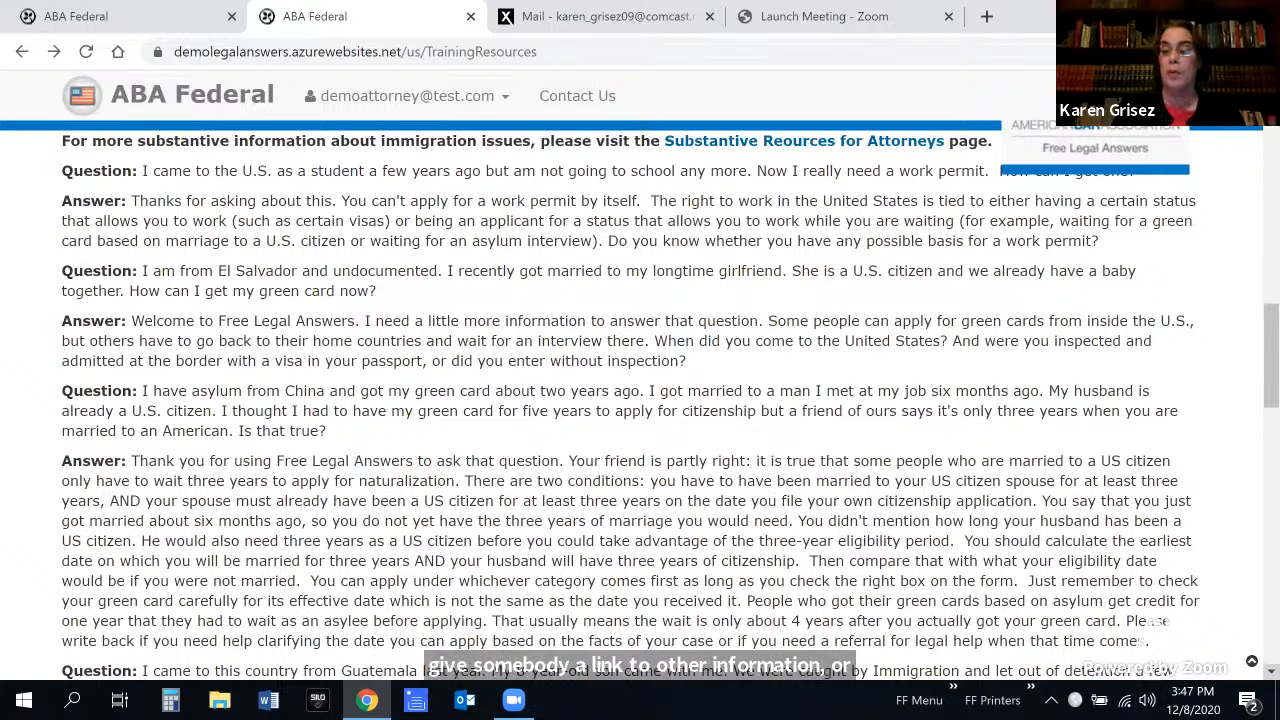 ABA Federal
ABA Federal
Mail - karen_grisez09@comcast.
Launch Meeting - Zoom
demolegalanswers.azurewebsites.net/us/TrainingResources
ABA Federal
demoattorney@test.com
Contact Us
Karen Grisez
AMERICAN BAR ASSOCIATION
Free Legal Answers
For more substantive information about immigration issues, please visit the Substantive Reources for Attorneys page.
Question: I came to the U.S. as a student a few years ago but am not going to school any more. Now I really need a work permit. How can I get one?
Answer: Thanks for asking about this. You can't apply for a work permit by itself. The right to work in the United States is tied to either having a certain status
that allows you to work (such as certain visas) or being an applicant for a status that allows you to work while you are waiting (for example, waiting for a green
card based on marriage to a U.S. citizen or waiting for an asylum interview). Do you know whether you have any possible basis for a work permit?
Question: I am from El Salvador and undocumented. I recently got married to my longtime girlfriend. She is a U.S. citizen and we already have a baby
together. How can I get my green card now?
Answer: Welcome to Free Legal Answers. I need a little more information to answer that question. Some people can apply for green cards from inside the U.S.,
but others have to go back to their home countries and wait for an interview there. When did you come to the United States? And were you inspected and
admitted at the border with a visa in your passport, or did you enter without inspection?
Question: I have asylum from China and got my green card about two years ago. I got married to a man I met at my job six months ago. My husband is
already a U.S. citizen. I thought I had to have my green card for five years to apply for citizenship but a friend of ours says it's only three years when you are
married to an American. Is that true?
Answer: Thank you for using Free Legal Answers to ask that question. Your friend is partly right: it is true that some people who are married to a US citizen
only have to wait three years to apply for naturalization. There are two conditions: you have to have been married to your US citizen spouse for at least three
years, AND your spouse must already have been a US citizen for at least three years on the date you file your own citizenship application. You say that you just
got married about six months ago, so you do not yet have the three years of marriage you would need. You didn't mention how long your husband has been a
US citizen. He would also need three years as a US citizen before you could take advantage of the three-year eligibility period. You should calculate the earliest
date on which you will be married for three years AND your husband will have three years of citizenship. Then compare that with what your eligibility date
would be if you were not married. You can apply under whichever category comes first as long as you check the right box on the form. Just remember to check
your green card carefully for its effective date which is not the same as the date you received it. People who got their green cards based on asylum get credit for
one year that they had to wait as an asylee before applying. That usually means the wait is only about 4 years after you actually got your green card. Please
write back if you need help clarifying the date you can apply based on the facts of your case or if you need a referral for legal help when that time comes.
give somebody a link to other information, or
Powered by Zoom
Question: I came to this country from Guatemala by Immigration and let out of detention a few
FF Menu
FF Printers
3:47 PM
12/8/2020
2